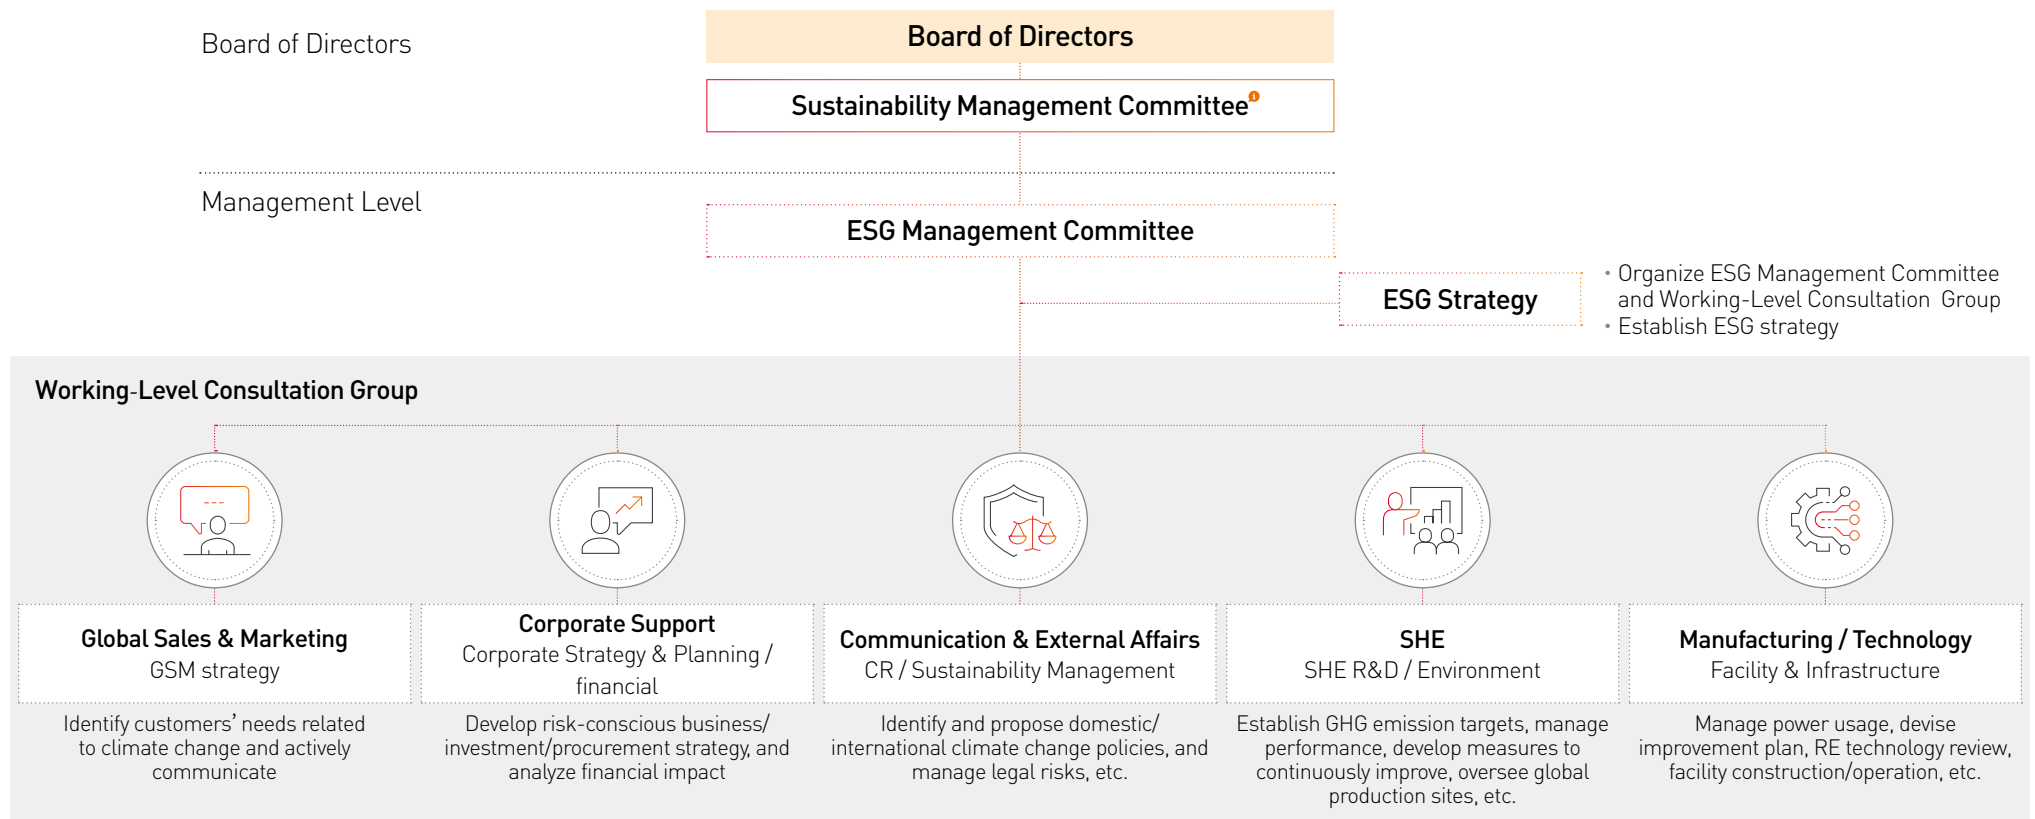 Board of Directors
Board of Directors
Sustainability Management Committee
Management Level
ESG Management Committee
ESG Strategy
• Organize ESG Management Committee
and Working-Level Consultation Group
• Establish ESG strategy
Working-Level Consultation Group
Global Sales & Marketing
GSM strategy
Identify customers’ needs related
to climate change and actively
communicate
Corporate Support
Corporate Strategy & Planning /
financial
Develop risk-conscious business/
investment/procurement strategy, and
analyze financial impact
Communication & External Affairs
CR / Sustainability Management
Identify and propose domestic/
international climate change policies, and
manage legal risks, etc.
SHE
SHE R&D / Environment
Establish GHG emission targets, manage
performance, develop measures to
continuously improve, oversee global
production sites, etc.
Manufacturing / Technology
Facility & Infrastructure
Manage power usage, devise
improvement plan, RE technology review,
facility construction/operation, etc.